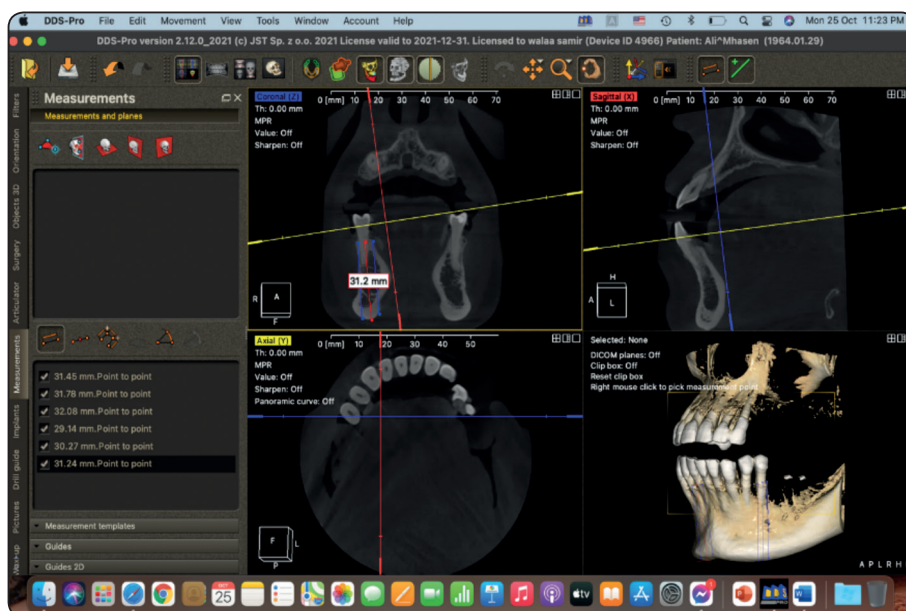 DDS-Pro File Edit Movement View Tools Window Account Help Mon 25 Oct 11:23 PM
DDS-Pro version 2.12.0_2021 (c) JST Sp. z o.o. 2021 License valid to 2021-12-31. Licensed to walaa samir (Device ID 4966) Patient: Ali^Mhasen (1964.01.29)
Filters
Orientation
Objects 3D
Surgery
Articulator
Measurements
Implants
Drill guide
Pictures
Wax-up
Measurements
Measurements and planes
31.45 mm.Point to point
31.78 mm.Point to point
32.08 mm.Point to point
29.14 mm.Point to point
30.27 mm.Point to point
31.24 mm.Point to point
Measurement templates
Guides
Guides 2D
Coronal (Z) 0 [mm] 10 20 30 40 50 60 70
Th: 0.00 mm
MPR
Value: Off
Sharpen: Off
31.2 mm
R A
F
Sagittal (X) 0 [mm] 10 20 30 40 50 60 70
Th: 0.00 mm
MPR
Value: Off
Sharpen: Off
H
A L
Axial (Y) 0 [mm] 10 20 30 40 50
Th: 0.00 mm
MPR
Value: Off
Sharpen: Off
Panoramic curve: Off
F L
P
Selected: None
DICOM planes: Off
Clip box: Off
Reset clip box
Right mouse click to pick measurement point
A P L R H
OCT
25
tv